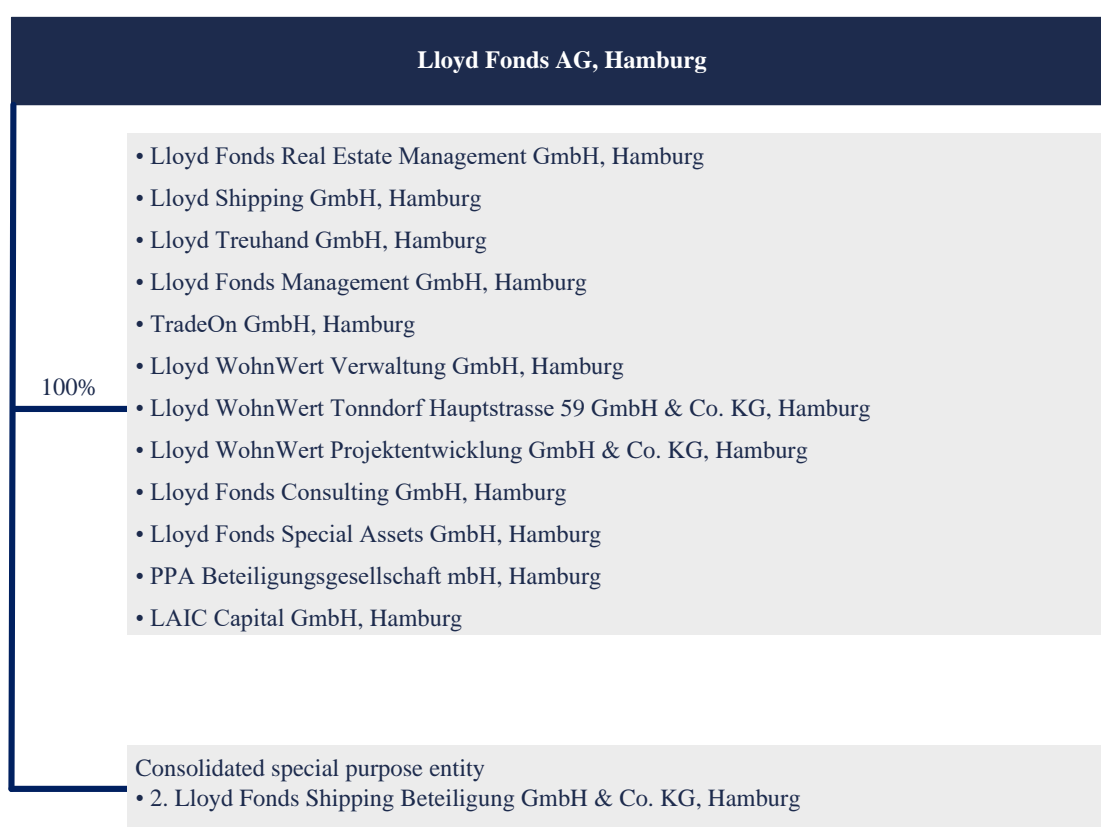 Lloyd Fonds AG, Hamburg
• Lloyd Fonds Real Estate Management GmbH, Hamburg
• Lloyd Shipping GmbH, Hamburg
• Lloyd Treuhand GmbH, Hamburg
• Lloyd Fonds Management GmbH, Hamburg
• TradeOn GmbH, Hamburg
• Lloyd WohnWert Verwaltung GmbH, Hamburg
100%
• Lloyd WohnWert Tonndorf Hauptstrasse 59 GmbH & Co. KG, Hamburg
• Lloyd WohnWert Projektentwicklung GmbH & Co. KG, Hamburg
• Lloyd Fonds Consulting GmbH, Hamburg
• Lloyd Fonds Special Assets GmbH, Hamburg
• PPA Beteiligungsgesellschaft mbH, Hamburg
• LAIC Capital GmbH, Hamburg
Consolidated special purpose entity
• 2. Lloyd Fonds Shipping Beteiligung GmbH & Co. KG, Hamburg